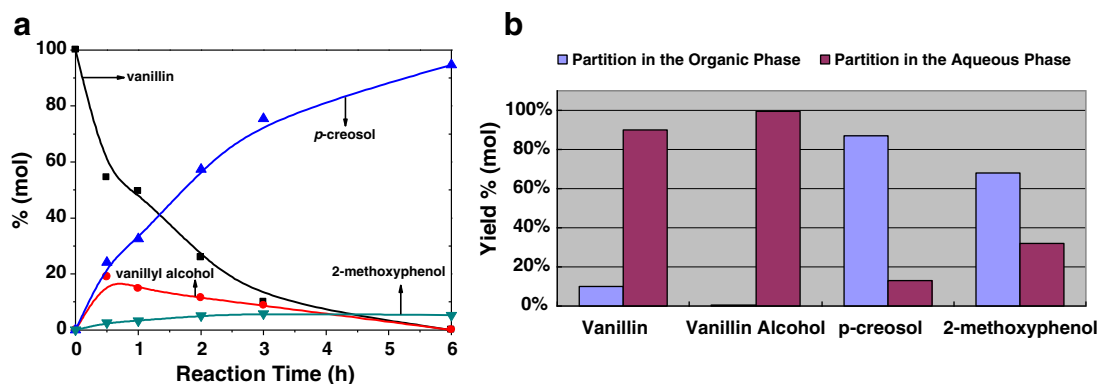 a
% (mol)
100
80
60
40
20
0
vanillin
p-creosol
vanillyl alcohol
2-methoxyphenol
0
1
2
3
4
5
6
Reaction Time (h)
b
Partition in the Organic Phase
Partition in the Aqueous Phase
Yield % (mol)
100%
80%
60%
40%
20%
0%
Vanillin
Vanillin Alcohol
p-creosol
2-methoxyphenol